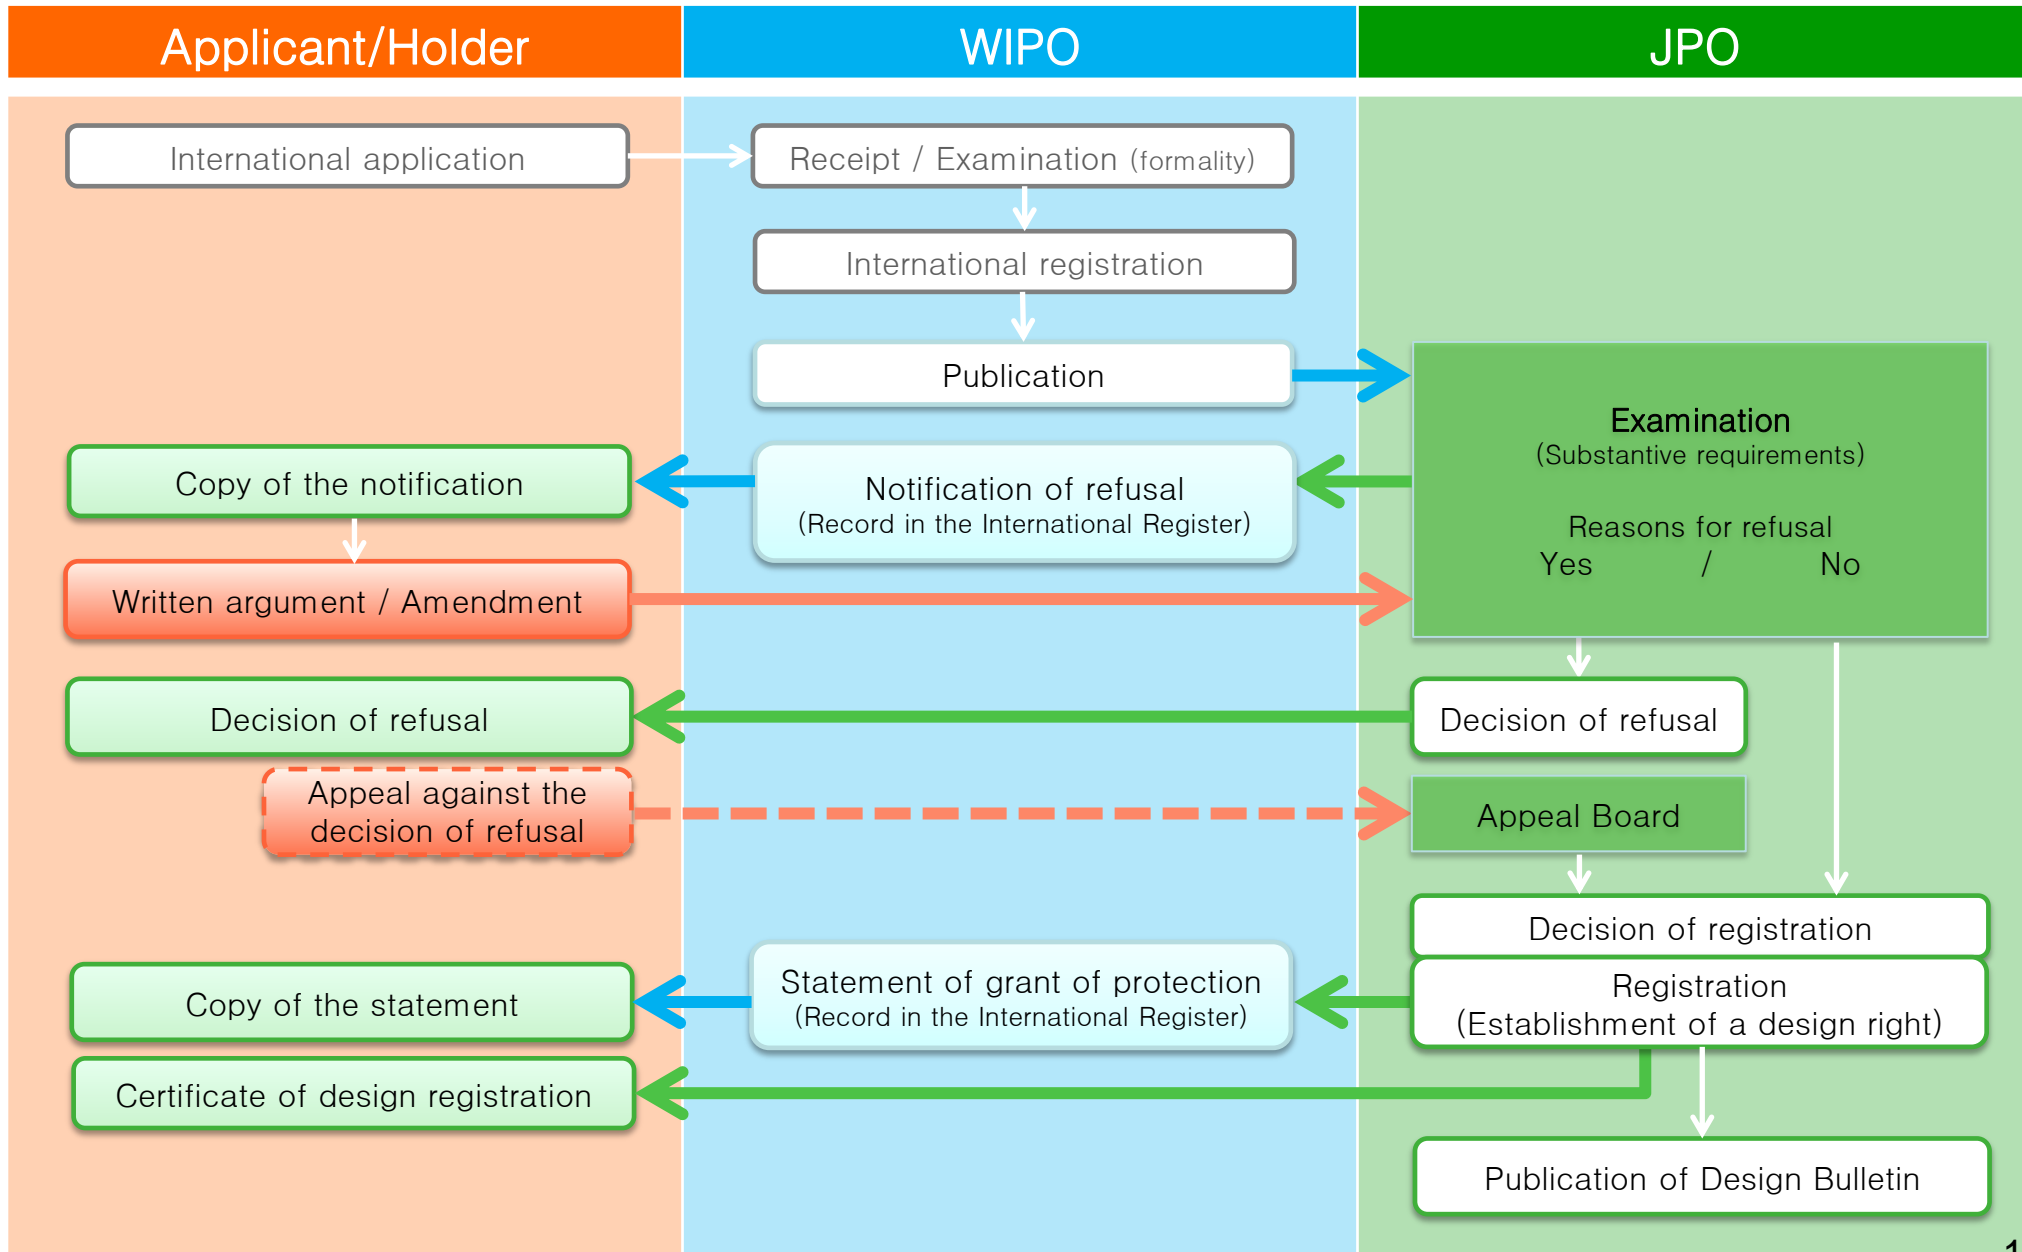 Applicant/Holder
WIPO
JPO
International application
Receipt / Examination (formality)
International registration
Publication
Examination
(Substantive requirements)
Reasons for refusal
Yes / No
Copy of the notification
Notification of refusal
(Record in the International Register)
Written argument / Amendment
Decision of refusal
Decision of refusal
Appeal against the
decision of refusal
Appeal Board
Decision of registration
Copy of the statement
Statement of grant of protection
(Record in the International Register)
Registration
(Establishment of a design right)
Certificate of design registration
Publication of Design Bulletin
1